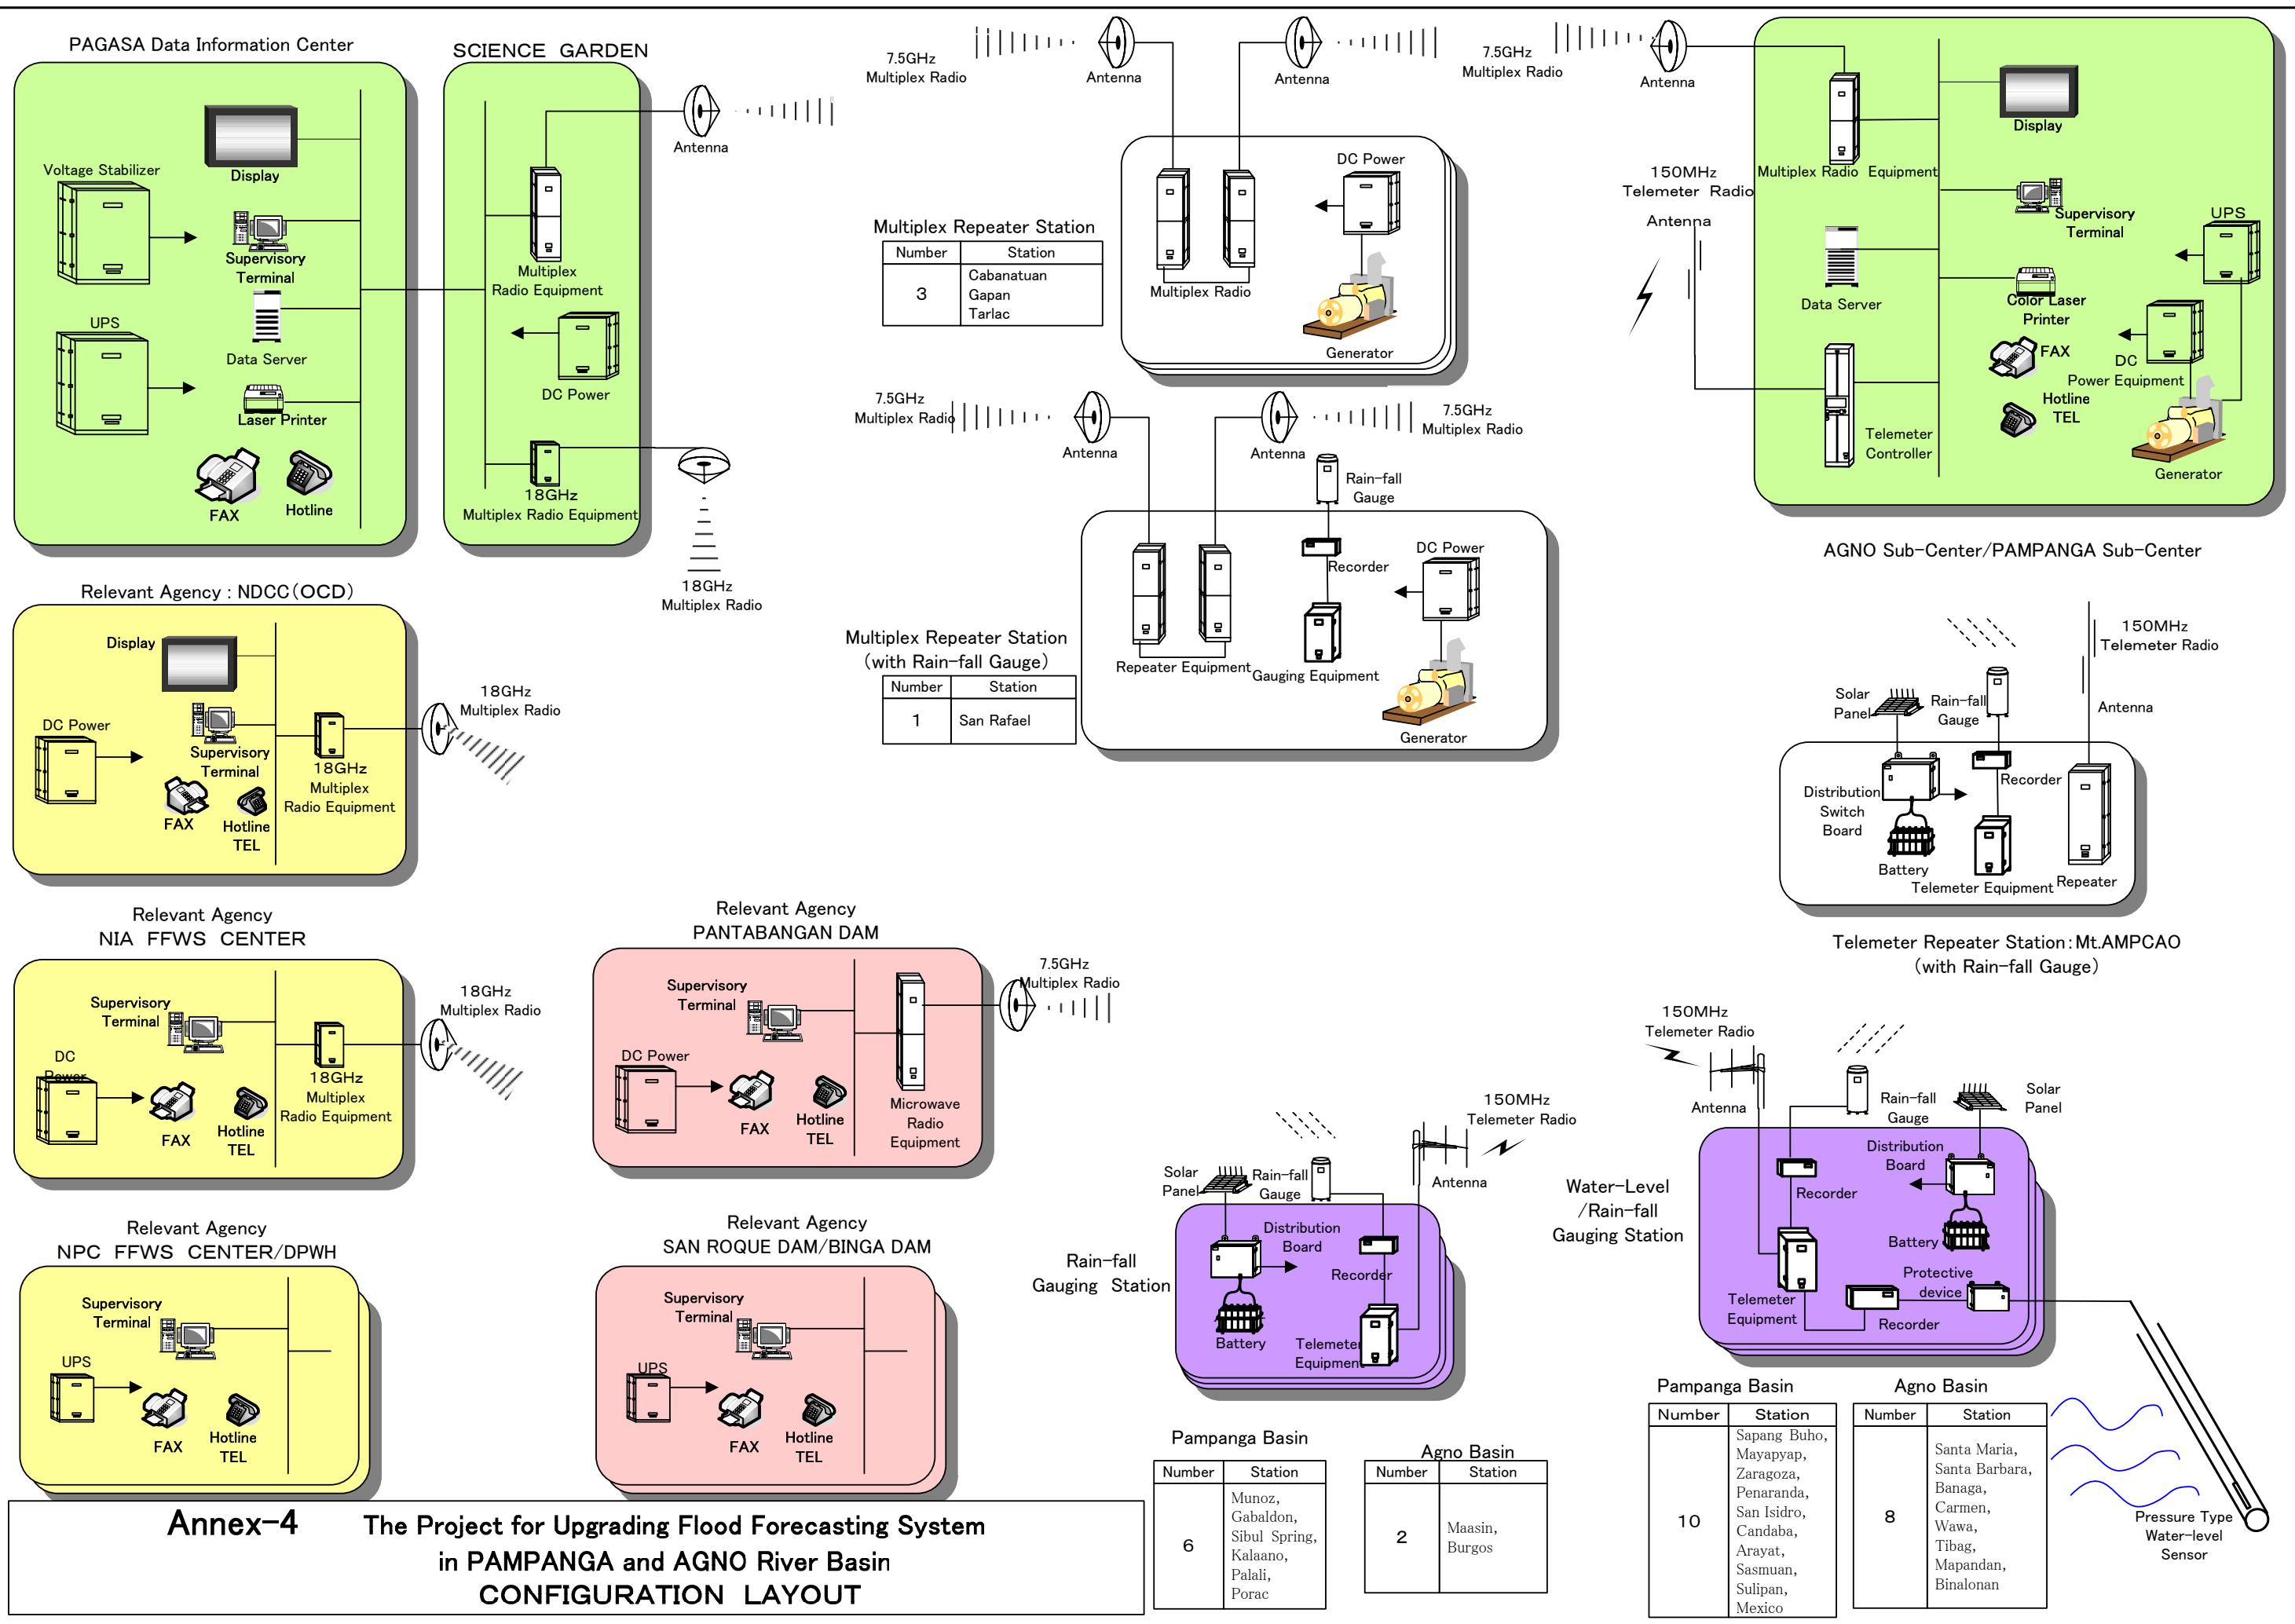 PAGASA Data Information Center
Display
Voltage Stabilizer
Supervisory
Terminal
UPS
Data Server
Laser Printer
FAX
Hotline
SCIENCE GARDEN
Antenna
Multiplex
Radio Equipment
DC Power
18GHz
Multiplex Radio Equipment
18GHz
Multiplex Radio
7.5GHz
Multiplex Radio
Antenna
Antenna
7.5GHz
Multiplex Radio
Antenna
Multiplex Repeater Station
Number Station
3
Cabanatuan
Gapan
Tarlac
DC Power
Multiplex Radio
Generator
7.5GHz
Multiplex Radio
Antenna
Antenna
7.5GHz
Multiplex Radio
Rain-fall
Gauge
Recorder
DC Power
Repeater Equipment
Gauging Equipment
Generator
Multiplex Repeater Station
(with Rain-fall Gauge)
Number Station
1 San Rafael
150MHz
Telemeter Radio
Antenna
Multiplex Radio Equipment
Display
Supervisory
Terminal
UPS
Data Server
Color Laser
Printer
FAX
DC
Power Equipment
Hotline
TEL
Telemeter
Controller
Generator
AGNO Sub-Center/PAMPANGA Sub-Center
Relevant Agency : NDCC(OCD)
Display
DC Power
Supervisory
Terminal
FAX
Hotline
TEL
18GHz
Multiplex
Radio Equipment
18GHz
Multiplex Radio
150MHz
Telemeter Radio
Antenna
Solar
Panel
Rain-fall
Gauge
Recorder
Distribution
Switch
Board
Battery
Telemeter Equipment
Repeater
Telemeter Repeater Station:Mt.AMPCAO
(with Rain-fall Gauge)
Relevant Agency
NIA FFWS CENTER
Supervisory
Terminal
DC
Power
FAX
Hotline
TEL
18GHz
Multiplex
Radio Equipment
18GHz
Multiplex Radio
Relevant Agency
PANTABANGAN DAM
Supervisory
Terminal
DC Power
FAX
Hotline
TEL
Microwave
Radio
Equipment
7.5GHz
Multiplex Radio
Relevant Agency
NPC FFWS CENTER/DPWH
Supervisory
Terminal
UPS
FAX
Hotline
TEL
Relevant Agency
SAN ROQUE DAM/BINGA DAM
Supervisory
Terminal
UPS
FAX
Hotline
TEL
150MHz
Telemeter Radio
Antenna
Solar
Panel
Rain-fall
Gauge
Distribution
Board
Recorder
Battery
Telemeter
Equipment
Rain-fall
Gauging Station
Pampanga Basin
Number Station
6
Munoz,
Gabaldon,
Sibul Spring,
Kalaano,
Palali,
Porac
Agno Basin
Number Station
2
Maasin,
Burgos
150MHz
Telemeter Radio
Antenna
Rain-fall
Gauge
Solar
Panel
Distribution
Board
Recorder
Battery
Protective
device
Telemeter
Equipment
Recorder
Water-Level
/Rain-fall
Gauging Station
Pampanga Basin
Number Station
10
Sapang Buho,
Mayapyap,
Zaragoza,
Penaranda,
San Isidro,
Candaba,
Arayat,
Sasmuan,
Sulipan,
Mexico
Agno Basin
Number Station
8
Santa Maria,
Santa Barbara,
Banaga,
Carmen,
Wawa,
Tibag,
Mapandan,
Binalonan
Pressure Type
Water-level
Sensor
Annex-4 The Project for Upgrading Flood Forecasting System
in PAMPANGA and AGNO River Basin
CONFIGURATION LAYOUT